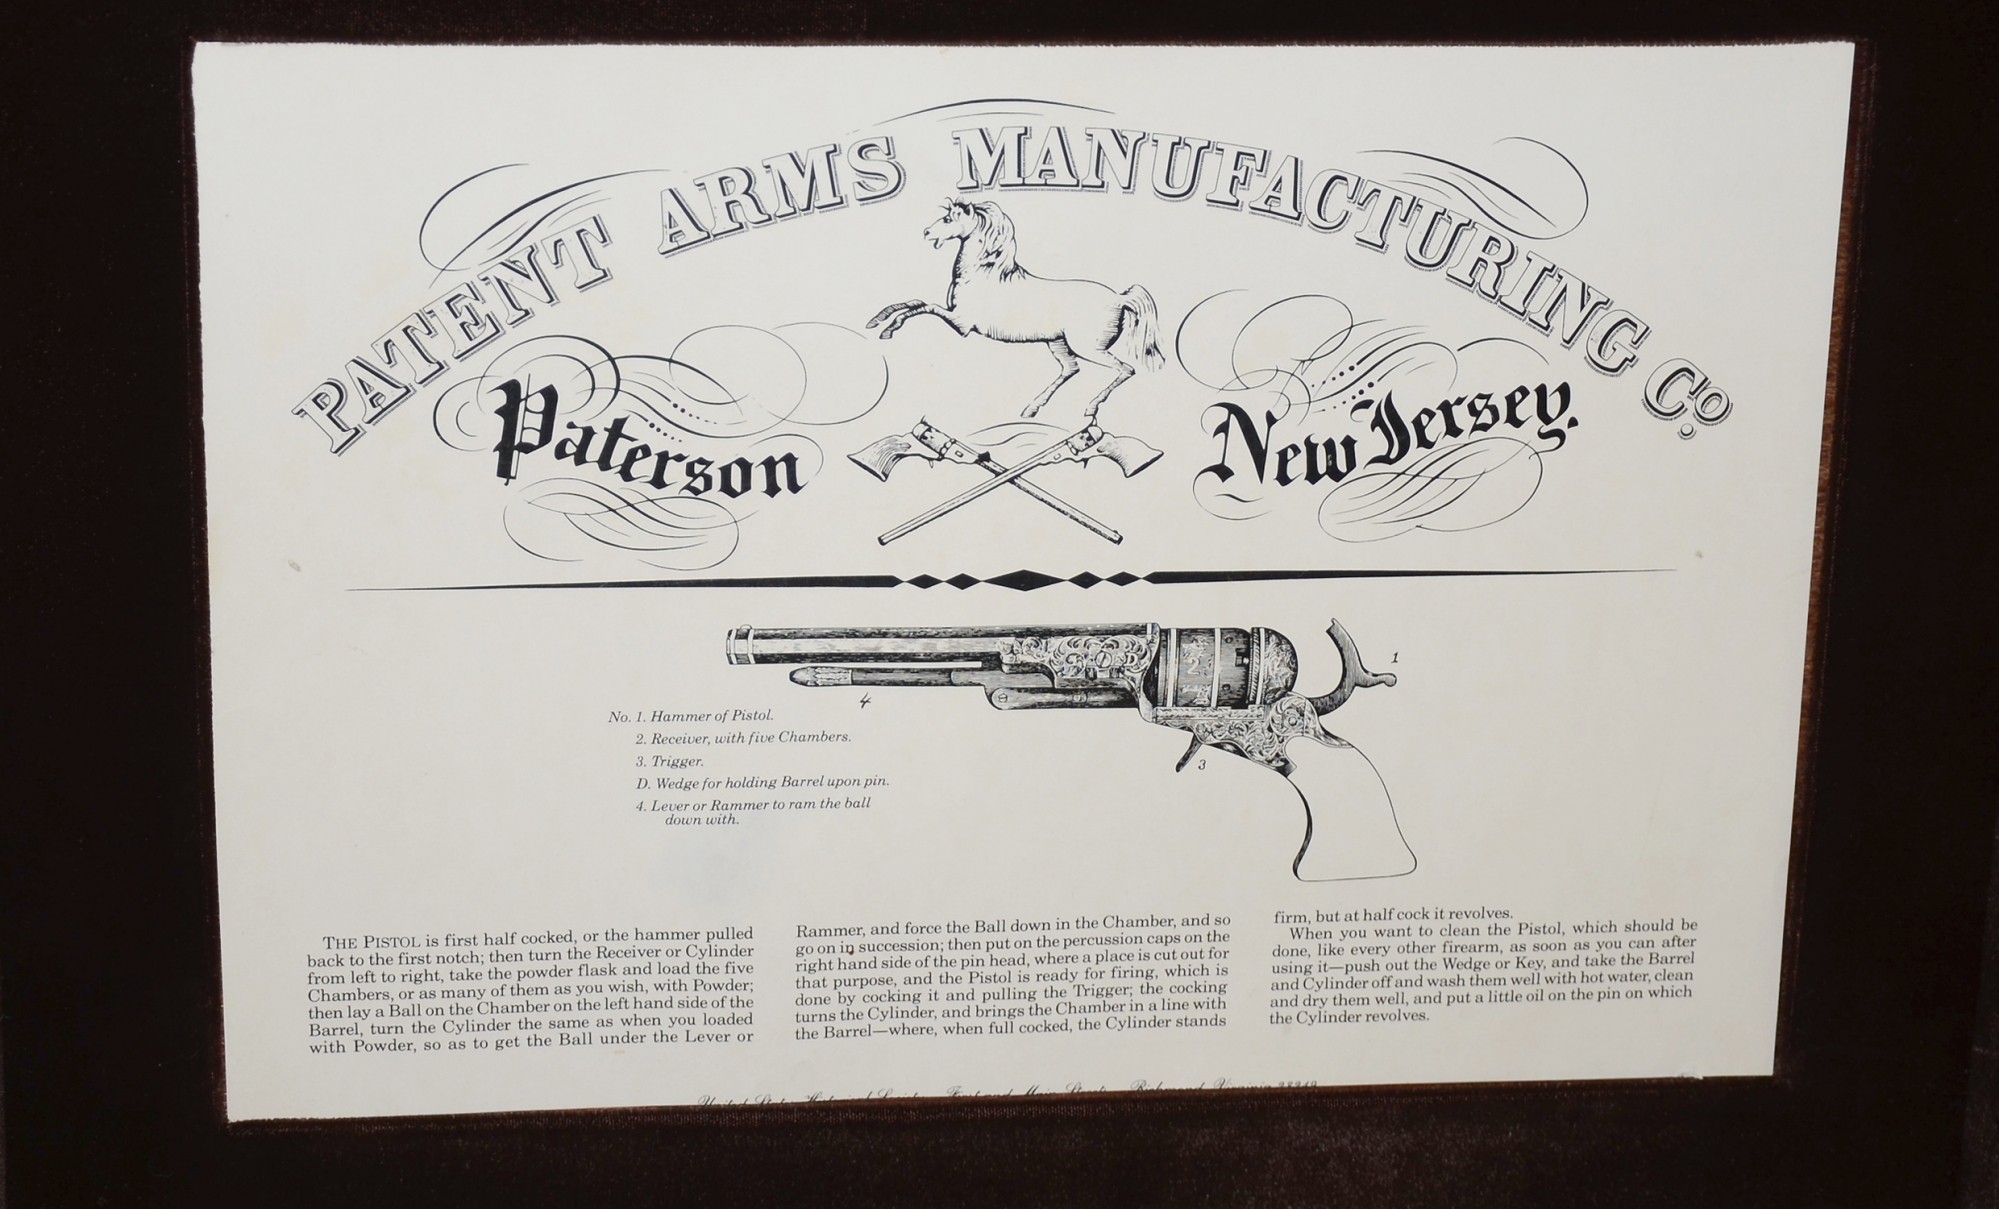 PATENT ARMS MANUFACTURING Co.
Paterson
New Jersey.
1
2
4
3
No. 1. Hammer of Pistol.
2. Receiver, with five Chambers.
3. Trigger.
D. Wedge for holding Barrel upon pin.
4. Lever or Rammer to ram the ball
down with.
THE PISTOL is first half cocked, or the hammer pulled
back to the first notch; then turn the Receiver or Cylinder
from left to right, take the powder flask and load the five
Chambers, or as many of them as you wish, with Powder;
then lay a Ball on the Chamber on the left hand side of the
Barrel, turn the Cylinder the same as when you loaded
with Powder, so as to get the Ball under the Lever or
Rammer, and force the Ball down in the Chamber, and so
go on in succession; then put on the percussion caps on the
right hand side of the pin head, where a place is cut out for
that purpose, and the Pistol is ready for firing, which is
done by cocking it and pulling the Trigger; the cocking
turns the Cylinder, and brings the Chamber in a line with
the Barrel—where, when full cocked, the Cylinder stands
firm, but at half cock it revolves.
When you want to clean the Pistol, which should be
done, like every other firearm, as soon as you can after
using it—push out the Wedge or Key, and take the Barrel
and Cylinder off and wash them well with hot water, clean
and dry them well, and put a little oil on the pin on which
the Cylinder revolves.
United States Historical Society First and Main Streets Richmond, Virginia